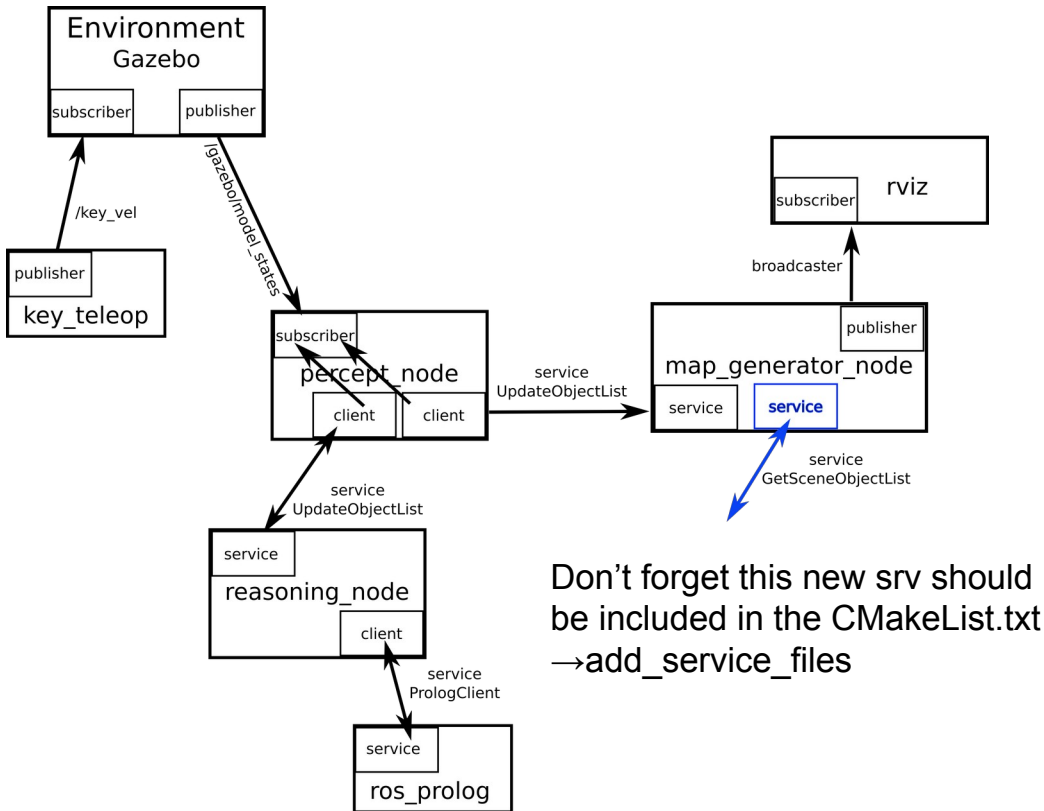 Environment
Gazebo
subscriber
publisher
/key_vel
/gazebo/model_states
publisher
key_teleop
subscriber
rviz
broadcaster
subscriber
percept_node
client
client
service
UpdateObjectList
publisher
map_generator_node
service
service
service
GetSceneObjectList
service
UpdateObjectList
service
reasoning_node
client
service
PrologClient
service
ros_prolog
Don’t forget this new srv should
be included in the CMakeList.txt
→add_service_files